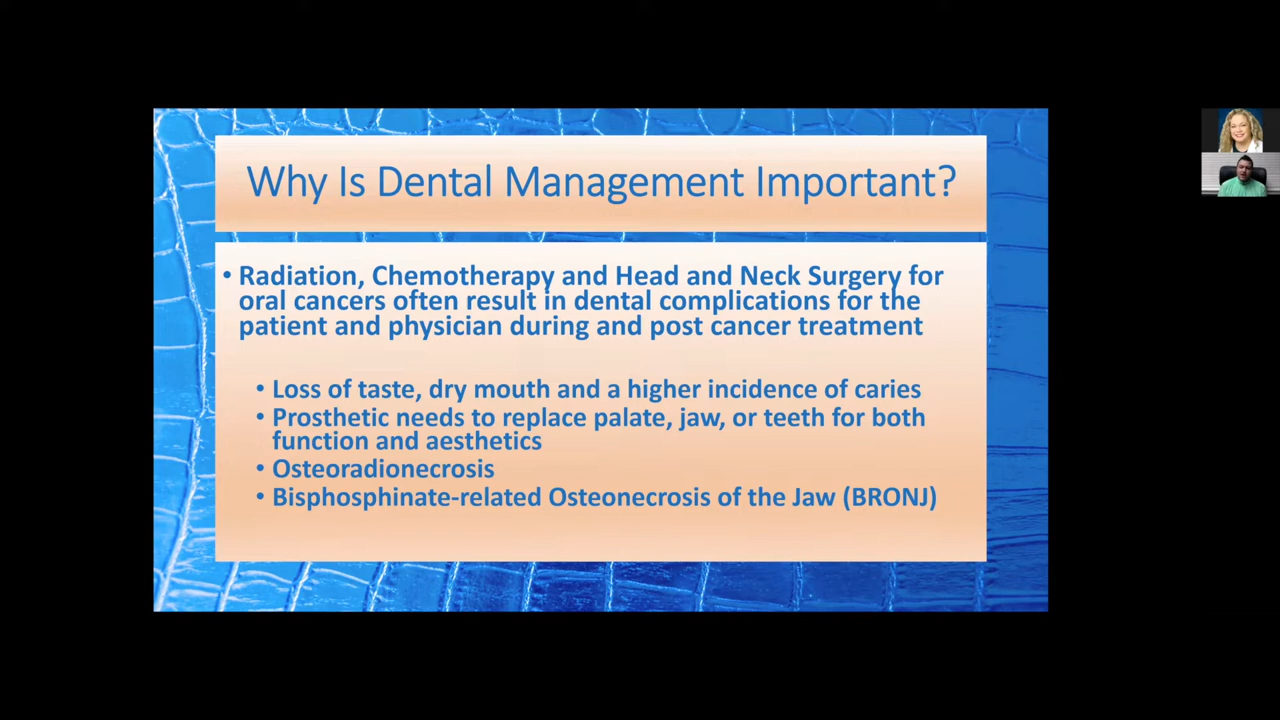 Why Is Dental Management Important?
• Radiation, Chemotherapy and Head and Neck Surgery for
oral cancers often result in dental complications for the
patient and physician during and post cancer treatment
• Loss of taste, dry mouth and a higher incidence of caries
• Prosthetic needs to replace palate, jaw, or teeth for both
function and aesthetics
• Osteoradionecrosis
• Bisphosphinate-related Osteonecrosis of the Jaw (BRONJ)